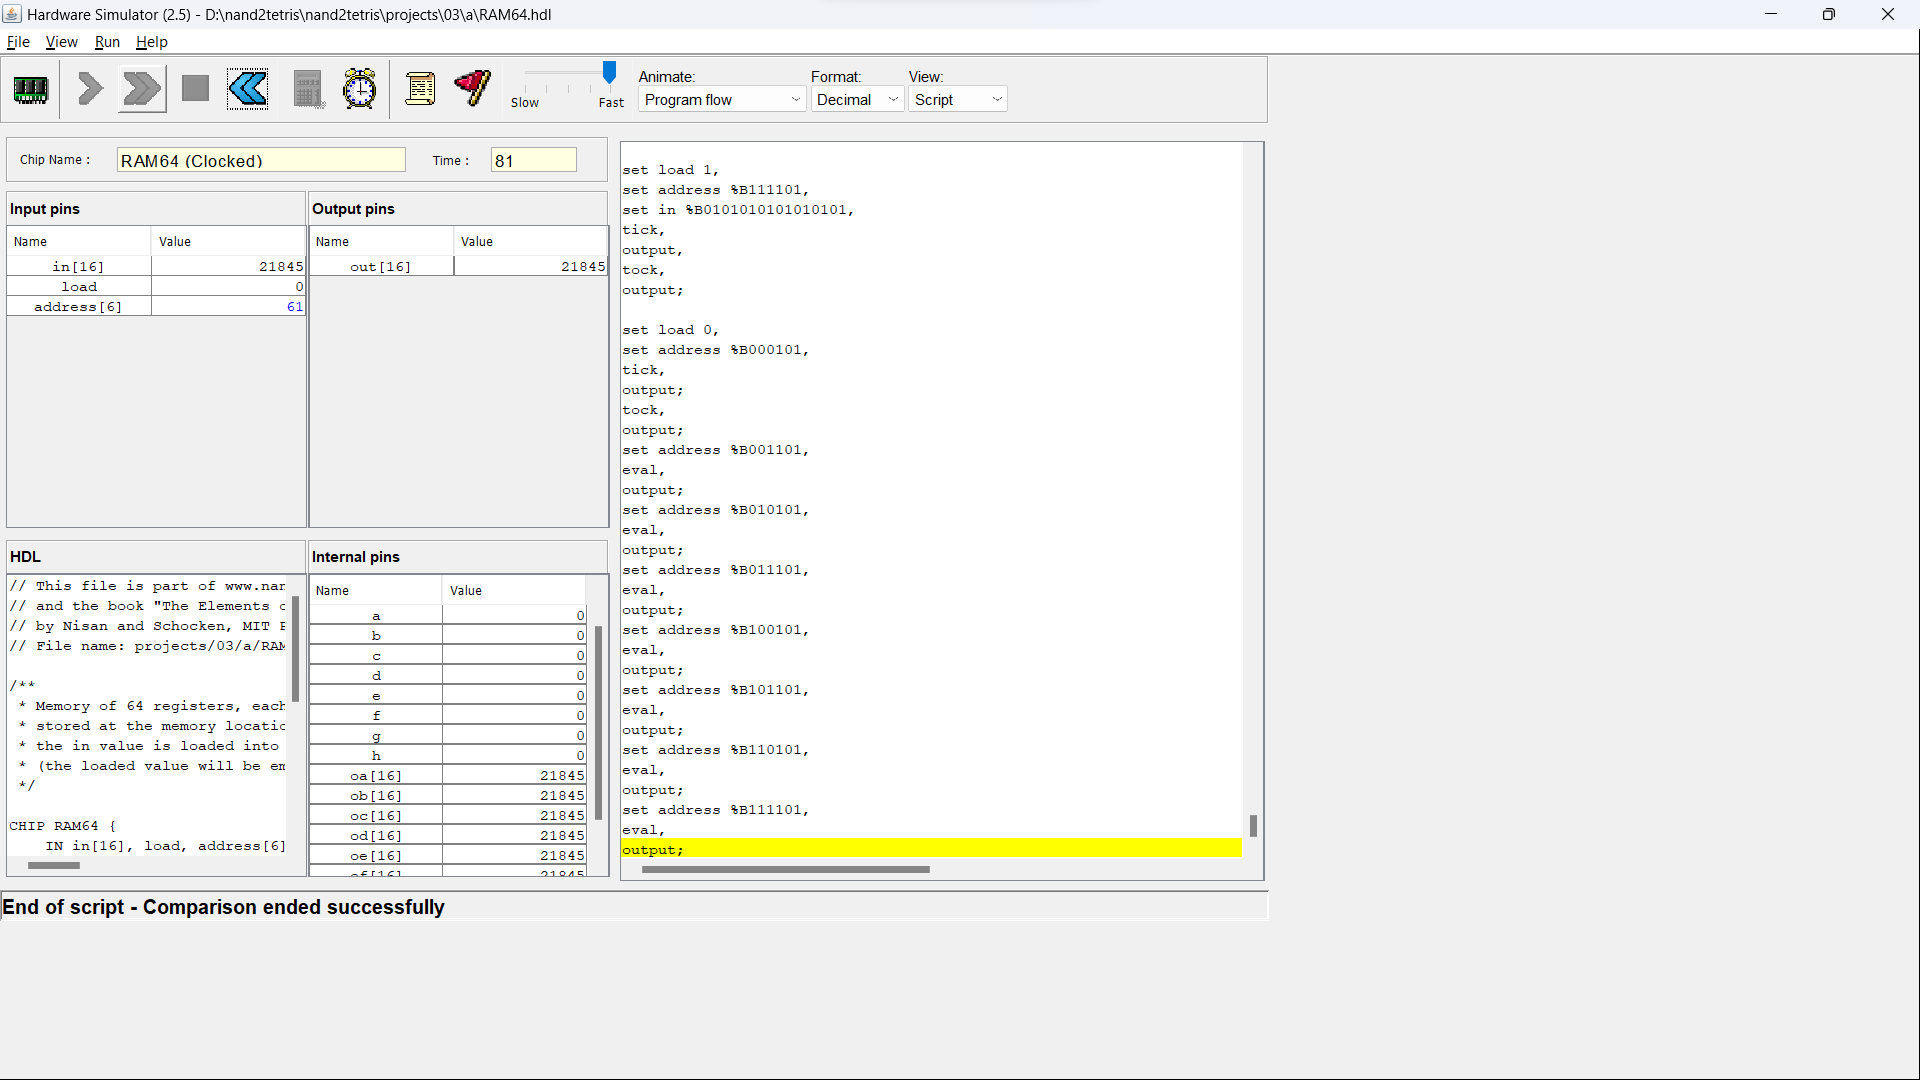 Hardware Simulator (2.5) - D:\nand2tetris\nand2tetris\projects\03\a\RAM64.hdl
File View Run Help
Slow Fast
Animate: Format: View:
Program flow Decimal Script
Chip Name : RAM64 (Clocked) Time : 81
Input pins
Name Value
in[16] 21845
load 0
address[6] 61
Output pins
Name Value
out[16] 21845
HDL
// This file is part of www.nan
// and the book "The Elements o
// by Nisan and Schocken, MIT P
// File name: projects/03/a/RAM
/**
* Memory of 64 registers, each
* stored at the memory locatio
* the in value is loaded into
* (the loaded value will be em
*/
CHIP RAM64 {
IN in[16], load, address[6]
Internal pins
Name Value
a 0
b 0
c 0
d 0
e 0
f 0
g 0
h 0
oa[16] 21845
ob[16] 21845
oc[16] 21845
od[16] 21845
oe[16] 21845
of[16] 21845
set load 1,
set address %B111101,
set in %B0101010101010101,
tick,
output,
tock,
output;
set load 0,
set address %B000101,
tick,
output;
tock,
output;
set address %B001101,
eval,
output;
set address %B010101,
eval,
output;
set address %B011101,
eval,
output;
set address %B100101,
eval,
output;
set address %B101101,
eval,
output;
set address %B110101,
eval,
output;
set address %B111101,
eval,
output;
End of script - Comparison ended successfully